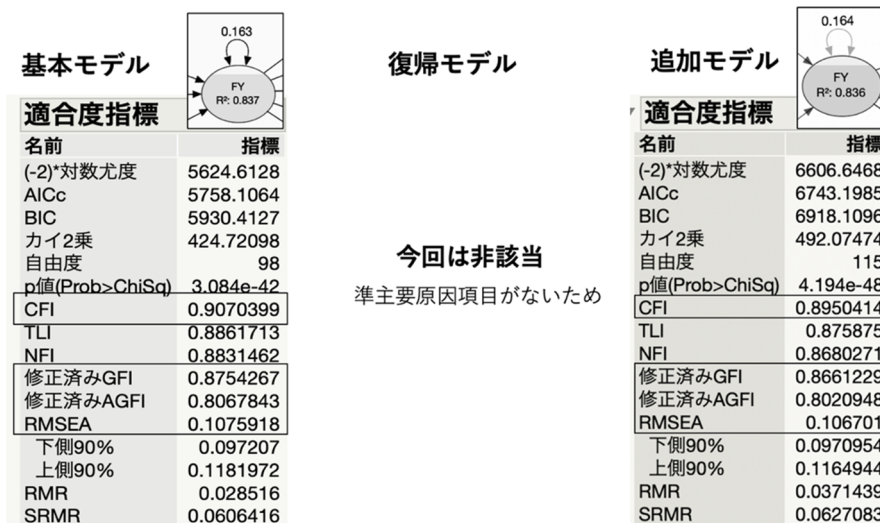 基本モデル
0.163
FY
R²: 0.837
適合度指標
名前 指標
(-2)*対数尤度 5624.6128
AICc 5758.1064
BIC 5930.4127
カイ2乗 424.72098
自由度 98
p値(Prob>ChiSq) 3.084e-42
CFI 0.9070399
TLI 0.8861713
NFI 0.8831462
修正済みGFI 0.8754267
修正済みAGFI 0.8067843
RMSEA 0.1075918
下側90% 0.097207
上側90% 0.1181972
RMR 0.028516
SRMR 0.0606416
復帰モデル
今回は非該当
準主要原因項目がないため
追加モデル
0.164
FY
R²: 0.836
適合度指標
名前 指標
(-2)*対数尤度 6606.6468
AICc 6743.1985
BIC 6918.1096
カイ2乗 492.07474
自由度 115
p値(Prob>ChiSq) 4.194e-48
CFI 0.8950414
TLI 0.875875
NFI 0.8680271
修正済みGFI 0.8661229
修正済みAGFI 0.8020948
RMSEA 0.106701
下側90% 0.0970954
上側90% 0.1164944
RMR 0.0371439
SRMR 0.0627083